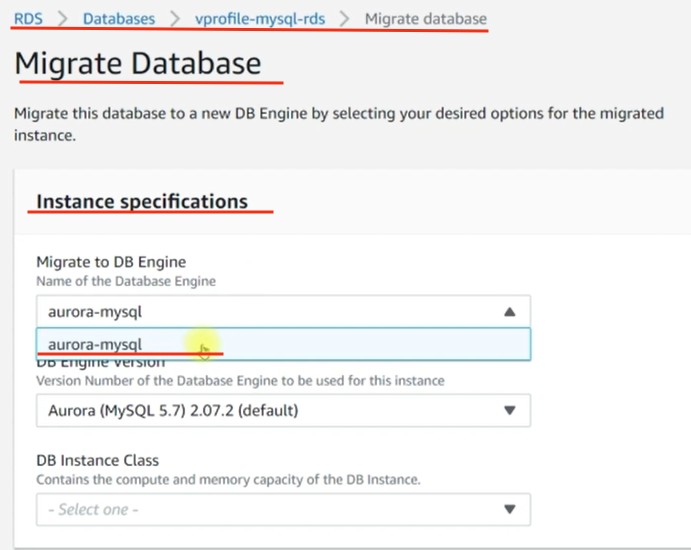 RDS > Databases > vprofile-mysql-rds > Migrate database
Migrate Database
Migrate this database to a new DB Engine by selecting your desired options for the migrated
instance.
Instance specifications
Migrate to DB Engine
Name of the Database Engine
aurora-mysql
aurora-mysql
DB Engine Version
Version Number of the Database Engine to be used for this instance
Aurora (MySQL 5.7) 2.07.2 (default)
DB Instance Class
Contains the compute and memory capacity of the DB Instance.
- Select one -